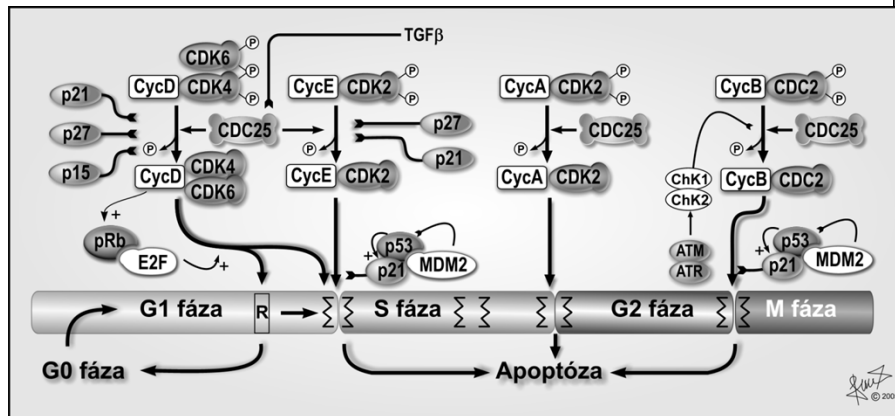 TGFβ
CDK6 P
P
CycD CDK4 P
CycE CDK2 P P
CycA CDK2 P P
CycB CDC2 P P
p21
p27
p15
CDC25
p27
p21
CDC25
CDC25
P
P
P
P
ChK1
ChK2
CycD CDK4
CDK6
CycE CDK2
CycA CDK2
CycB CDC2
+
pRb
E2F
+
p53
+
p21
MDM2
ATM
ATR
p53
+
p21
MDM2
G1 fáza
R
S fáza
G2 fáza
M fáza
G0 fáza
Apoptóza